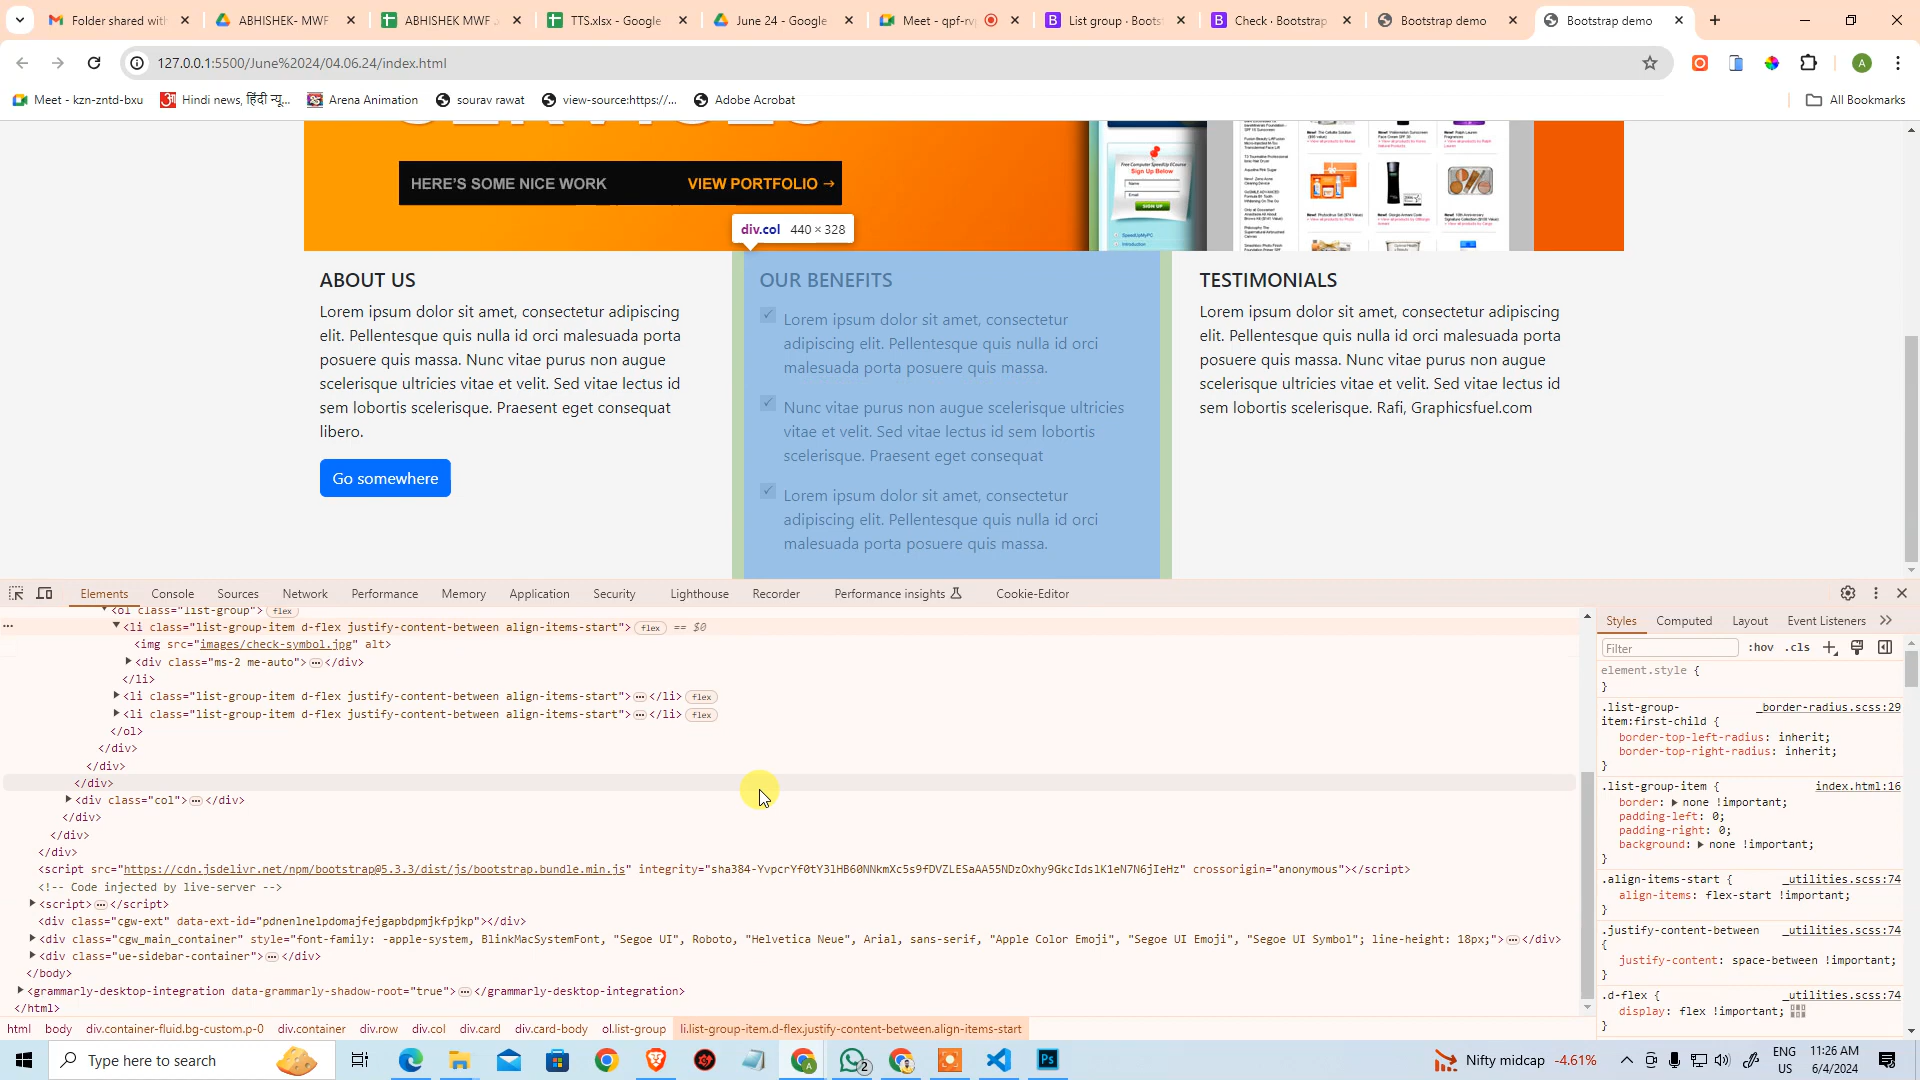 Folder shared wit
ABHISHEK- MWF
ABHISHEK MWF J
TTS.xlsx - Google
June 24 - Google
Meet - qpf-rv
List group · Boots
Check · Bootstrap
Bootstrap demo
Bootstrap demo
127.0.0.1:5500/June%2024/04.06.24/index.html
Meet - kzn-zntd-bxu
Hindi news, हिंदी न्यू...
Arena Animation
sourav rawat
view-source:https://...
Adobe Acrobat
All Bookmarks
HERE'S SOME NICE WORK
VIEW PORTFOLIO →
Free Computer SpeedUp ECourse
Sign Up Below
Name
Email
SIGN UP
SpeedUpMyPC
Introduction
div.col 440 × 328
ABOUT US
Lorem ipsum dolor sit amet, consectetur adipiscing
elit. Pellentesque quis nulla id orci malesuada porta
posuere quis massa. Nunc vitae purus non augue
scelerisque ultricies vitae et velit. Sed vitae lectus id
sem lobortis scelerisque. Praesent eget consequat
libero.
Go somewhere
OUR BENEFITS
Lorem ipsum dolor sit amet, consectetur
adipiscing elit. Pellentesque quis nulla id orci
malesuada porta posuere quis massa.
Nunc vitae purus non augue scelerisque ultricies
vitae et velit. Sed vitae lectus id sem lobortis
scelerisque. Praesent eget consequat
Lorem ipsum dolor sit amet, consectetur
adipiscing elit. Pellentesque quis nulla id orci
malesuada porta posuere quis massa.
TESTIMONIALS
Lorem ipsum dolor sit amet, consectetur adipiscing
elit. Pellentesque quis nulla id orci malesuada porta
posuere quis massa. Nunc vitae purus non augue
scelerisque ultricies vitae et velit. Sed vitae lectus id
sem lobortis scelerisque. Rafi, Graphicsfuel.com
Elements Console Sources Network Performance Memory Application Security Lighthouse Recorder Performance insights Cookie-Editor
<ol class="list-group"> flex
<li class="list-group-item d-flex justify-content-between align-items-start"> flex == $0
<img src="images/check-symbol.jpg" alt>
<div class="ms-2 me-auto"> … </div>
</li>
<li class="list-group-item d-flex justify-content-between align-items-start"> … </li> flex
<li class="list-group-item d-flex justify-content-between align-items-start"> … </li> flex
</ol>
</div>
</div>
</div>
<div class="col"> … </div>
</div>
</div>
</div>
<script src="https://cdn.jsdelivr.net/npm/bootstrap@5.3.3/dist/js/bootstrap.bundle.min.js" integrity="sha384-YvpcrYf0tY3lHB60NNkmXc5s9fDVZLESaAA55NDzOxhy9GkcIdslK1eN7N6jIeHz" crossorigin="anonymous"></script>
<!-- Code injected by live-server -->
<script> … </script>
<div class="cgw-ext" data-ext-id="pdnenlnelpdomajfejgapbdpmjkfpjkp"></div>
<div class="cgw_main_container" style="font-family: -apple-system, BlinkMacSystemFont, "Segoe UI", Roboto, "Helvetica Neue", Arial, sans-serif, "Apple Color Emoji", "Segoe UI Emoji", "Segoe UI Symbol"; line-height: 18px;"> … </div>
<div class="ue-sidebar-container"> … </div>
</body>
<grammarly-desktop-integration data-grammarly-shadow-root="true"> … </grammarly-desktop-integration>
</html>
html body div.container-fluid.bg-custom.p-0 div.container div.row div.col div.card div.card-body ol.list-group li.list-group-item.d-flex.justify-content-between.align-items-start
Styles Computed Layout Event Listeners
Filter :hov .cls
element.style {
}
.list-group- _border-radius.scss:29
item:first-child {
border-top-left-radius: inherit;
border-top-right-radius: inherit;
}
.list-group-item { index.html:16
border: none !important;
padding-left: 0;
padding-right: 0;
background: none !important;
}
.align-items-start _utilities.scss:74
align-items: flex-start !important;
}
.justify-content-between _utilities.scss:74
{
justify-content: space-between !important;
}
.d-flex { _utilities.scss:74
display: flex !important;
}
Type here to search
2
Nifty midcap -4.61%
ENG
US
11:26 AM
6/4/2024